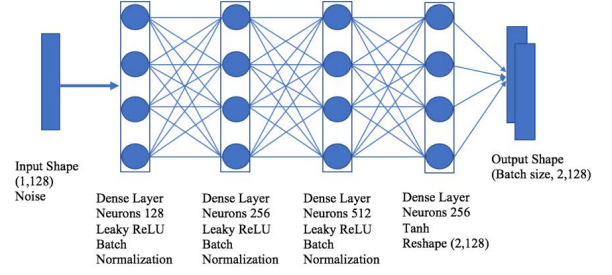 Input Shape
(1,128)
Noise
Dense Layer
Neurons 128
Leaky ReLU
Batch
Normalization
Dense Layer
Neurons 256
Leaky ReLU
Batch
Normalization
Dense Layer
Neurons 512
Leaky ReLU
Batch
Normalization
Dense Layer
Neurons 256
Tanh
Reshape (2,128)
Output Shape
(Batch size, 2,128)